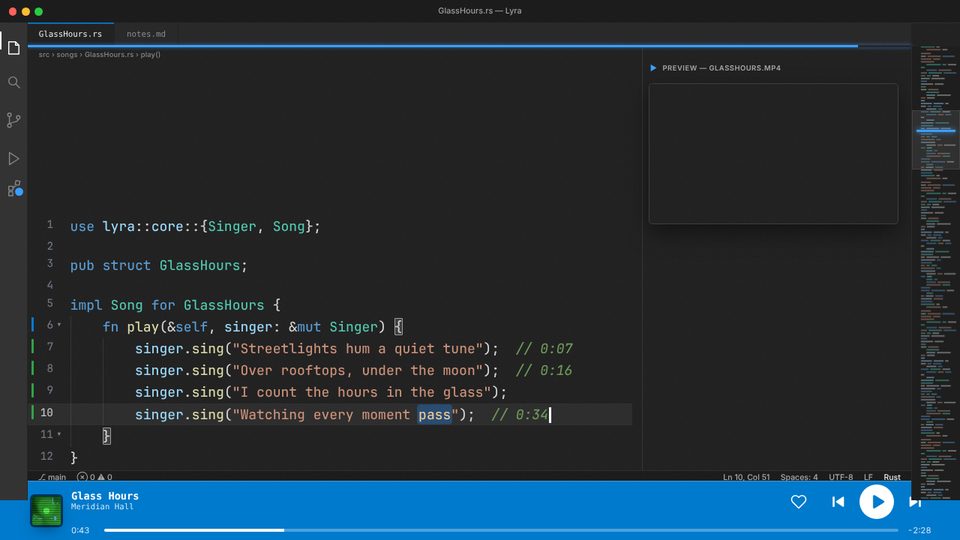 GlassHours.rs — Lyra
GlassHours.rs notes.md
src › songs › GlassHours.rs › play()
PREVIEW — GLASSHOURS.MP4
1 use lyra::core::{Singer, Song};
2
3 pub struct GlassHours;
4
5 impl Song for GlassHours {
6 fn play(&self, singer: &mut Singer) {
7 singer.sing("Streetlights hum a quiet tune"); // 0:07
8 singer.sing("Over rooftops, under the moon"); // 0:16
9 singer.sing("I count the hours in the glass");
10 singer.sing("Watching every moment pass"); // 0:34
11 }
12 }
main 0 0 Ln 10, Col 51 Spaces: 4 UTF-8 LF Rust
Glass Hours
Meridian Hall
0:43 -2:28